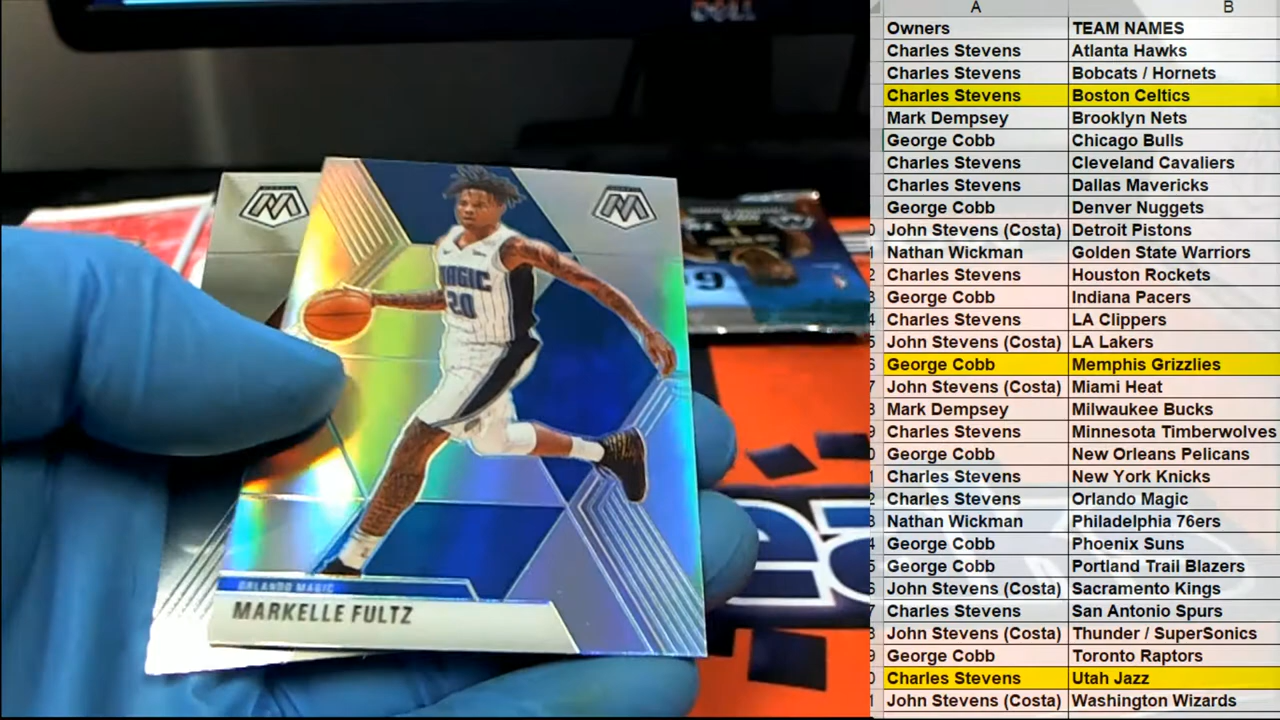 DELL
MAGIC
20
ORLANDO MAGIC
MARKELLE FULTZ
A B
Owners TEAM NAMES
Charles Stevens Atlanta Hawks
Charles Stevens Bobcats / Hornets
Charles Stevens Boston Celtics
Mark Dempsey Brooklyn Nets
George Cobb Chicago Bulls
Charles Stevens Cleveland Cavaliers
Charles Stevens Dallas Mavericks
George Cobb Denver Nuggets
John Stevens (Costa) Detroit Pistons
Nathan Wickman Golden State Warriors
Charles Stevens Houston Rockets
George Cobb Indiana Pacers
Charles Stevens LA Clippers
John Stevens (Costa) LA Lakers
George Cobb Memphis Grizzlies
John Stevens (Costa) Miami Heat
Mark Dempsey Milwaukee Bucks
Charles Stevens Minnesota Timberwolves
George Cobb New Orleans Pelicans
Charles Stevens New York Knicks
Charles Stevens Orlando Magic
Nathan Wickman Philadelphia 76ers
George Cobb Phoenix Suns
George Cobb Portland Trail Blazers
John Stevens (Costa) Sacramento Kings
Charles Stevens San Antonio Spurs
John Stevens (Costa) Thunder / SuperSonics
George Cobb Toronto Raptors
Charles Stevens Utah Jazz
John Stevens (Costa) Washington Wizards